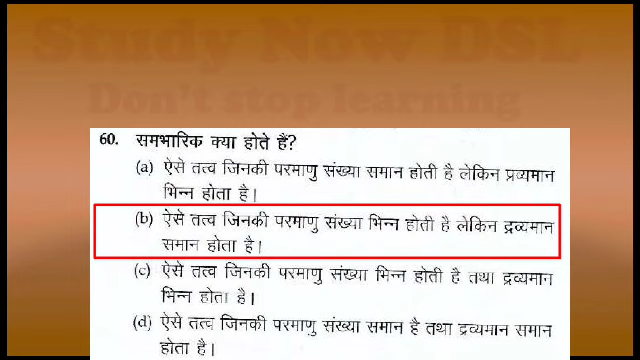 Study Now DSL
Don't stop learning
60. समभारिक क्या होते हैं?
(a) ऐसे तत्व जिनकी परमाणु संख्या समान होती है लेकिन प्रव्यमान
भिन्न होता है।
(b) ऐसे तत्व जिनकी परमाणु संख्या भिन्न होती है लेकिन द्रव्यमान
समान होता है।
(c) ऐसे तत्व जिनकी परमाणु संख्या भिन्न होती है तथा द्रव्यमान
भिन्न होता है।
(d) ऐसे तत्व जिनकी परमाणु संख्या समान है तथा द्रव्यमान समान
होता है।